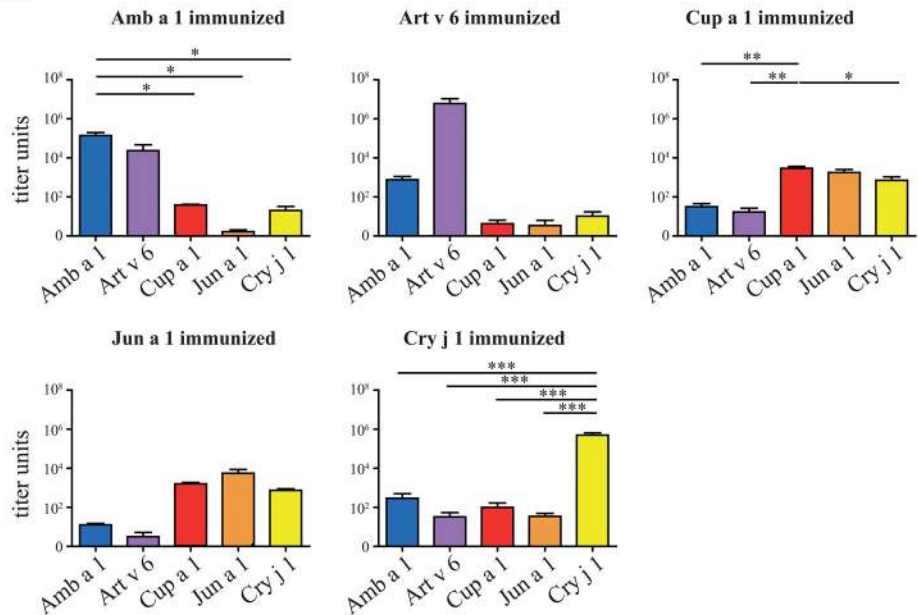 Amb a 1 immunized
Art v 6 immunized
Cup a 1 immunized
titer units
10⁸
10⁶
10⁴
10²
0
*
*
*
Amb a 1
Art v 6
Cup a 1
Jun a 1
Cry j 1
10⁸
10⁶
10⁴
10²
0
Amb a 1
Art v 6
Cup a 1
Jun a 1
Cry j 1
10⁸
10⁶
10⁴
10²
0
**
**
*
Amb a 1
Art v 6
Cup a 1
Jun a 1
Cry j 1
Jun a 1 immunized
Cry j 1 immunized
titer units
10⁸
10⁶
10⁴
10²
0
Amb a 1
Art v 6
Cup a 1
Jun a 1
Cry j 1
10⁸
10⁶
10⁴
10²
0
***
***
***
***
Amb a 1
Art v 6
Cup a 1
Jun a 1
Cry j 1